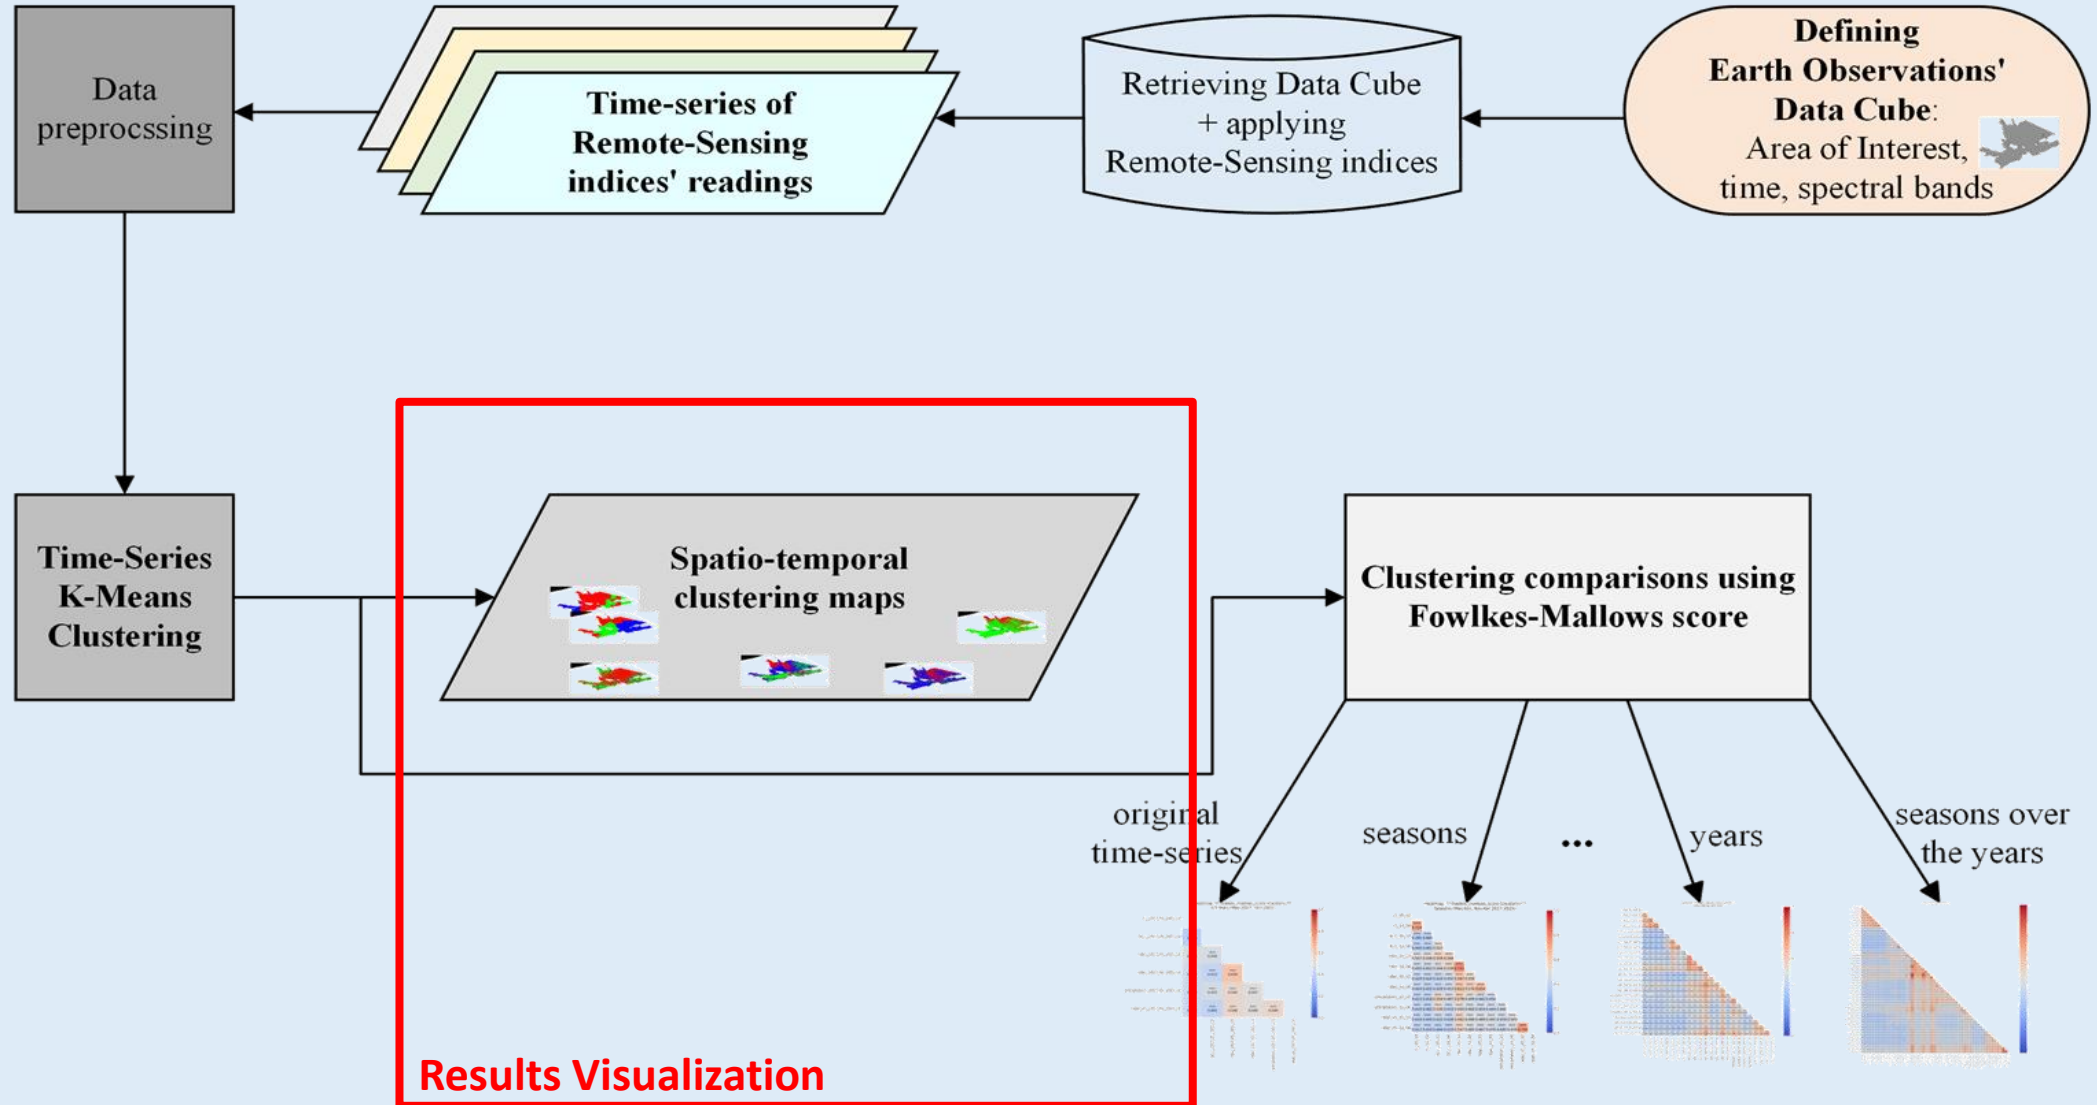 Data
preprocssing
Time-series of
Remote-Sensing
indices' readings
Retrieving Data Cube
+ applying
Remote-Sensing indices
Defining
Earth Observations'
Data Cube:
Area of Interest,
time, spectral bands
Time-Series
K-Means
Clustering
Spatio-temporal
clustering maps
Clustering comparisons using
Fowlkes-Mallows score
original
time-series
seasons
...
years
seasons over
the years
Results Visualization